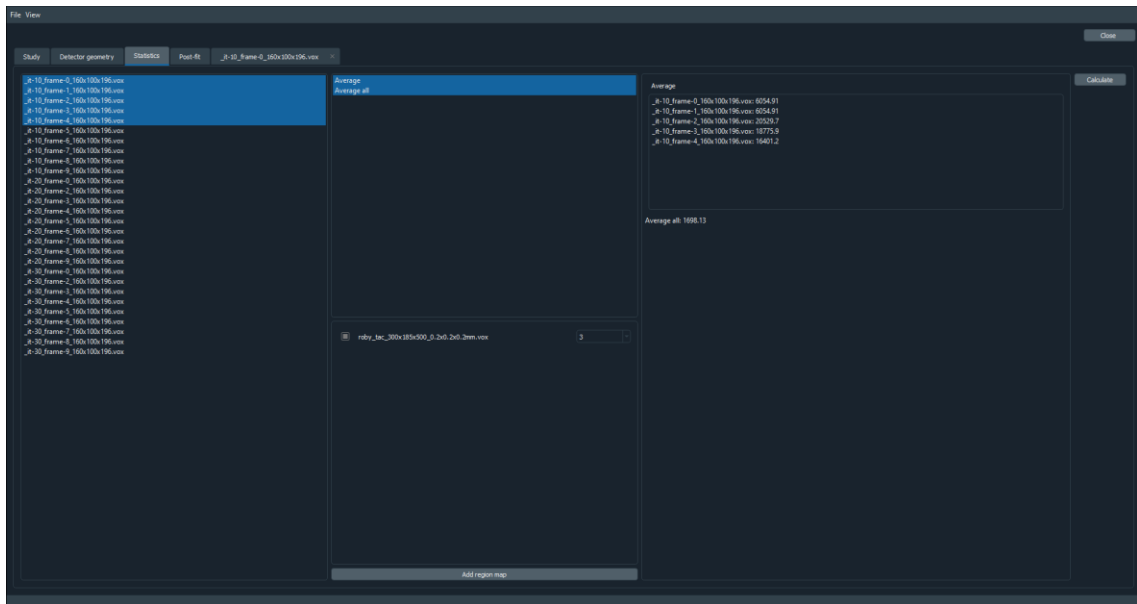 File View
Close
Study Detector geometry Statistics Post-fit _it-10_frame-0_160x100x196.vox ×
_it-10_frame-0_160x100x196.vox
_it-10_frame-1_160x100x196.vox
_it-10_frame-2_160x100x196.vox
_it-10_frame-3_160x100x196.vox
_it-10_frame-4_160x100x196.vox
_it-10_frame-5_160x100x196.vox
_it-10_frame-6_160x100x196.vox
_it-10_frame-7_160x100x196.vox
_it-10_frame-8_160x100x196.vox
_it-10_frame-9_160x100x196.vox
_it-20_frame-0_160x100x196.vox
_it-20_frame-2_160x100x196.vox
_it-20_frame-3_160x100x196.vox
_it-20_frame-4_160x100x196.vox
_it-20_frame-5_160x100x196.vox
_it-20_frame-6_160x100x196.vox
_it-20_frame-7_160x100x196.vox
_it-20_frame-8_160x100x196.vox
_it-20_frame-9_160x100x196.vox
_it-30_frame-0_160x100x196.vox
_it-30_frame-2_160x100x196.vox
_it-30_frame-3_160x100x196.vox
_it-30_frame-4_160x100x196.vox
_it-30_frame-5_160x100x196.vox
_it-30_frame-6_160x100x196.vox
_it-30_frame-7_160x100x196.vox
_it-30_frame-8_160x100x196.vox
_it-30_frame-9_160x100x196.vox
Average
Average all
roby_tac_300x185x500_0.2x0.2x0.2mm.vox 3
Add region map
Average
_it-10_frame-0_160x100x196.vox: 6054.91
_it-10_frame-1_160x100x196.vox: 6054.91
_it-10_frame-2_160x100x196.vox: 20529.7
_it-10_frame-3_160x100x196.vox: 18775.9
_it-10_frame-4_160x100x196.vox: 16401.2
Average all: 1698.13
Calculate